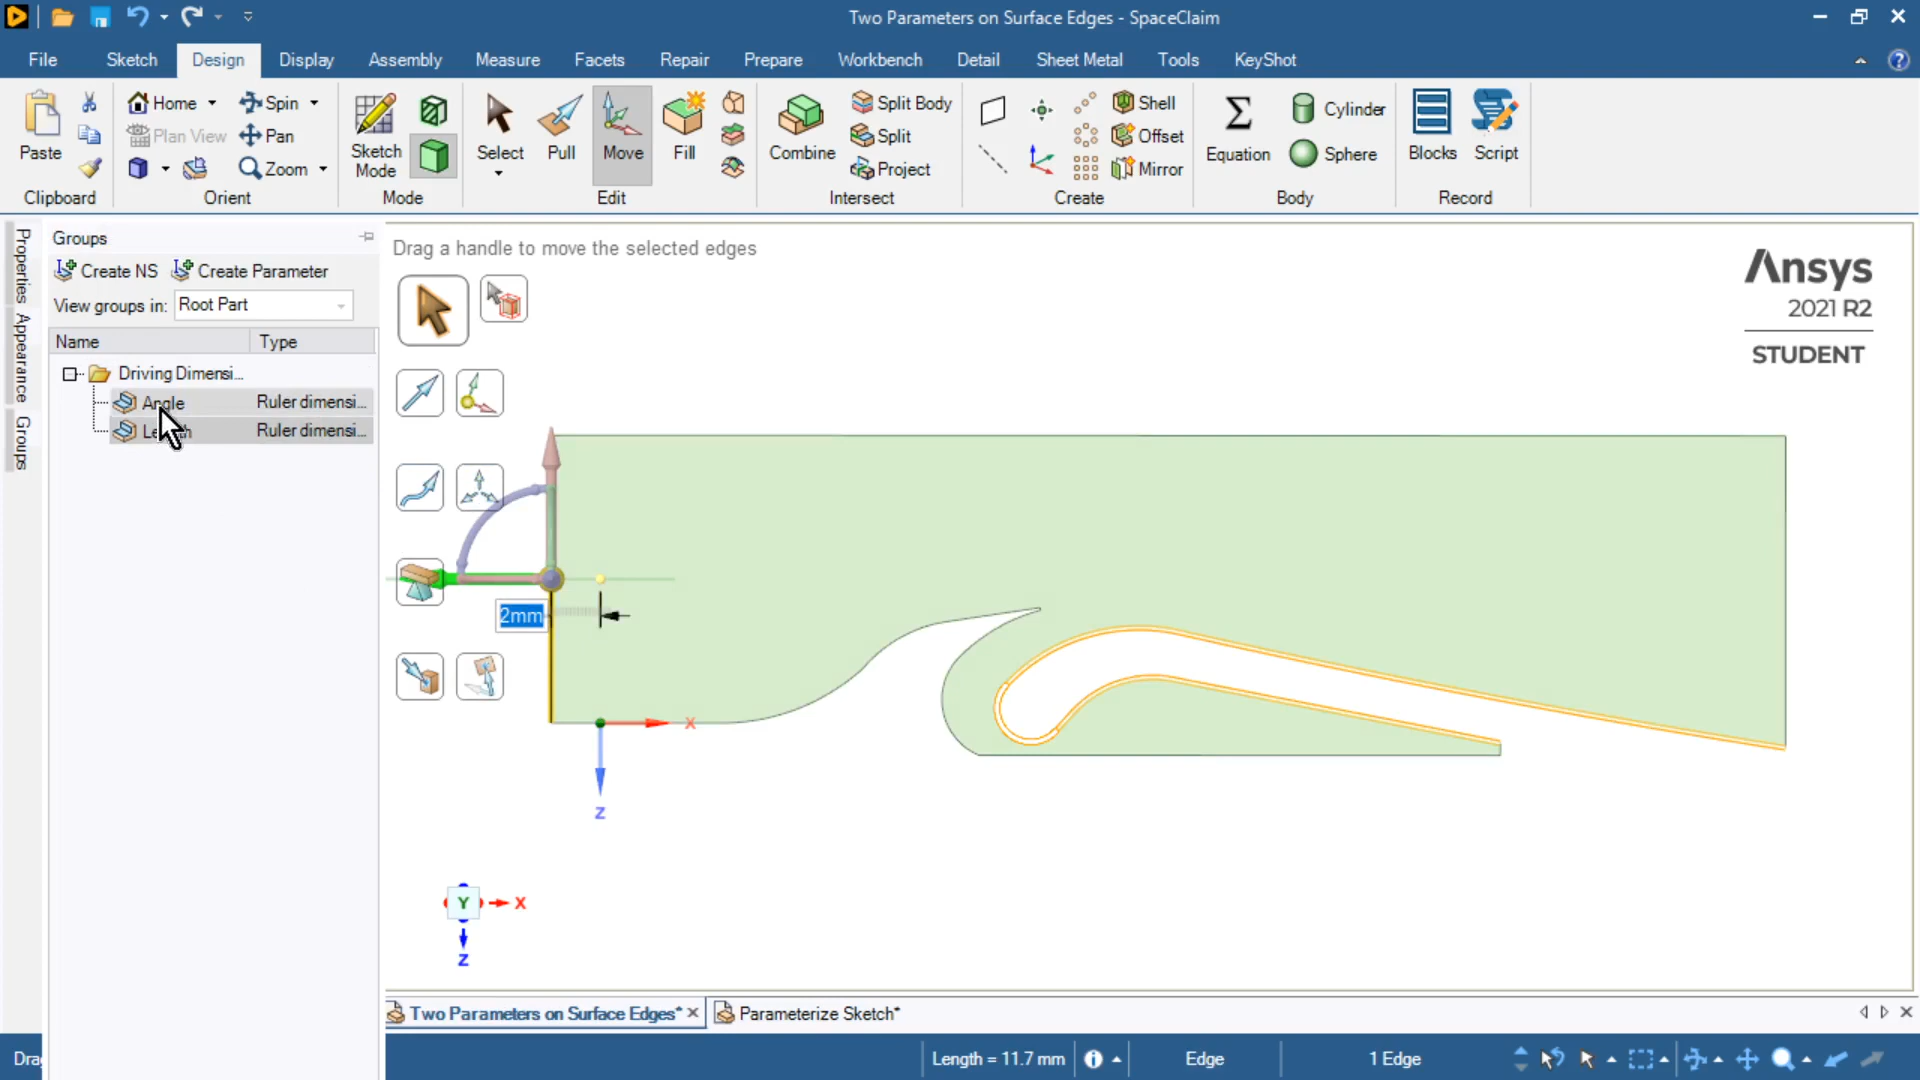 Two Parameters on Surface Edges - SpaceClaim
File Sketch Design Display Assembly Measure Facets Repair Prepare Workbench Detail Sheet Metal Tools KeyShot
Paste
Clipboard
Home Spin
Plan View Pan
Zoom
Orient
Sketch Mode
Mode
Select Pull Move Fill
Edit
Combine
Split Body
Split
Project
Intersect
Shell
Offset
Mirror
Create
Equation
Cylinder
Sphere
Body
Blocks Script
Record
Properties
Appearance
Groups
Groups
Create NS Create Parameter
View groups in: Root Part
Name Type
Driving Dimensi...
Angle Ruler dimensi...
Ruler dimensi...
Drag a handle to move the selected edges
Ansys
2021 R2
STUDENT
2mm
X
Z
Y X
Z
Two Parameters on Surface Edges* Parameterize Sketch*
Length = 11.7 mm Edge 1 Edge